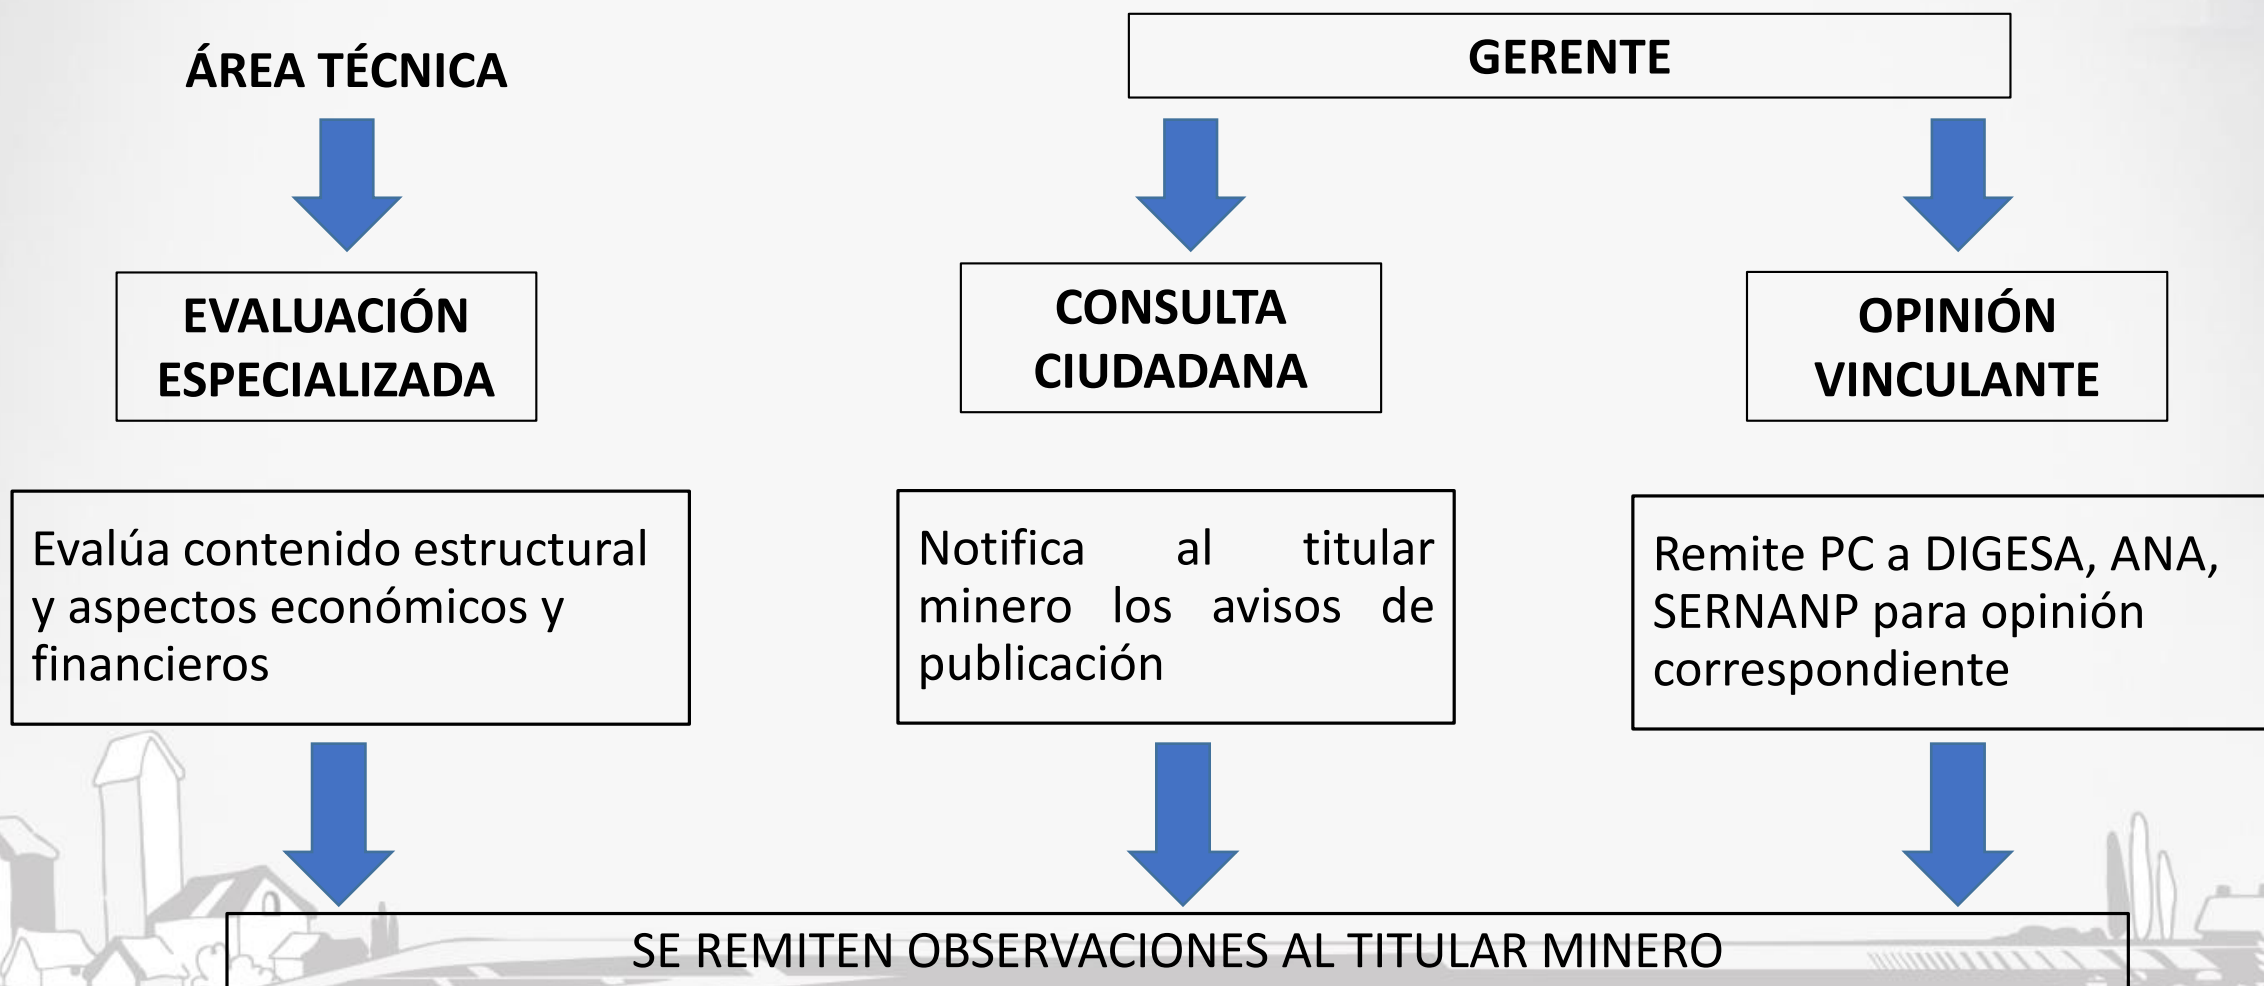 ÁREA TÉCNICA
GERENTE
EVALUACIÓN
ESPECIALIZADA
CONSULTA
CIUDADANA
OPINIÓN
VINCULANTE
Evalúa contenido estructural
y aspectos económicos y
financieros
Notifica al titular
minero los avisos de
publicación
Remite PC a DIGESA, ANA,
SERNANP para opinión
correspondiente
SE REMITEN OBSERVACIONES AL TITULAR MINERO